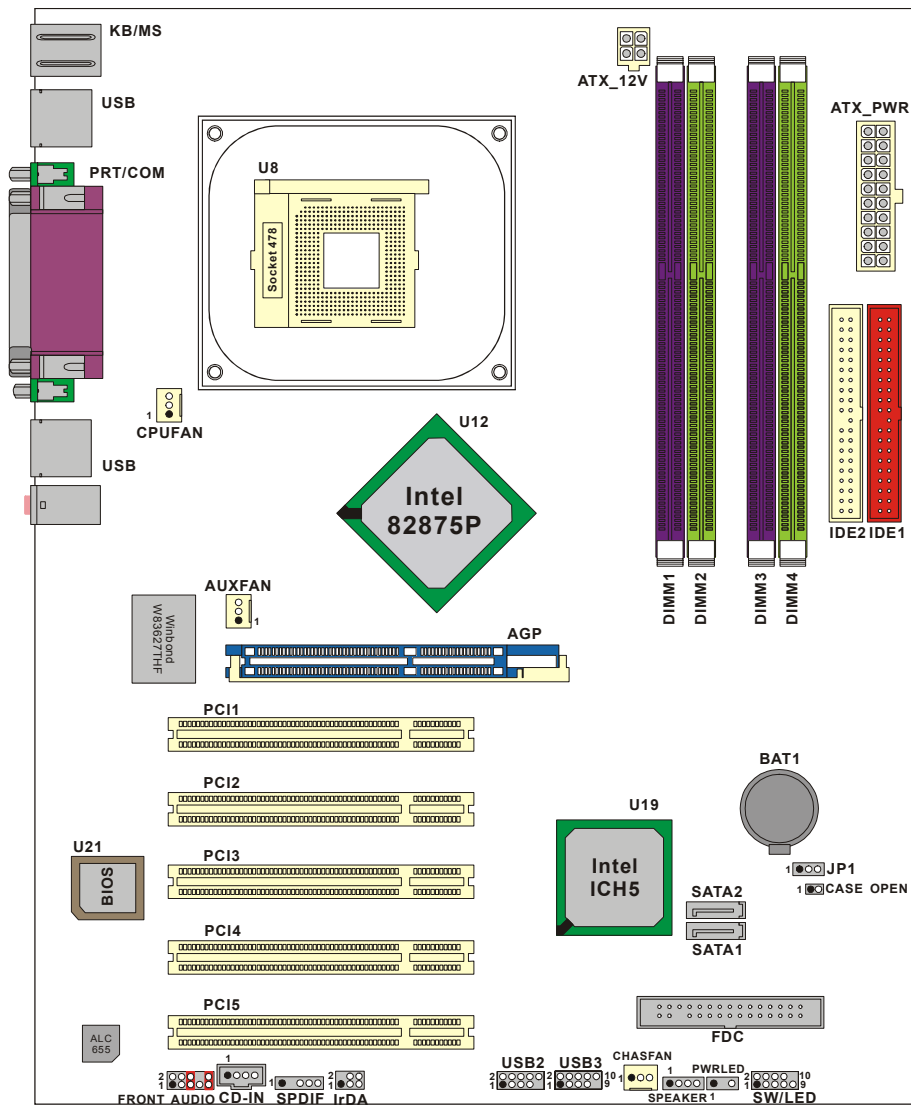 KB/MS
USB
PRT/COM
U8
Socket 478
ATX_12V
ATX_PWR
1
CPUFAN
USB
U12
Intel
82875P
IDE2 IDE1
DIMM1
DIMM2
DIMM3
DIMM4
AUXFAN
1
Winbond
W83627THF
AGP
PCI1
PCI2
PCI3
PCI4
PCI5
U21
BIOS
ALC
655
U19
Intel
ICH5
BAT1
1
JP1
1
CASE OPEN
SATA2
SATA1
FDC
2
1
FRONT AUDIO
1
CD-IN
1
SPDIF
2
1
IrDA
USB2
2
1
USB3
2
1
10
9
CHASFAN
1
1
SPEAKER
PWRLED
1
2
1
10
9
SW/LED